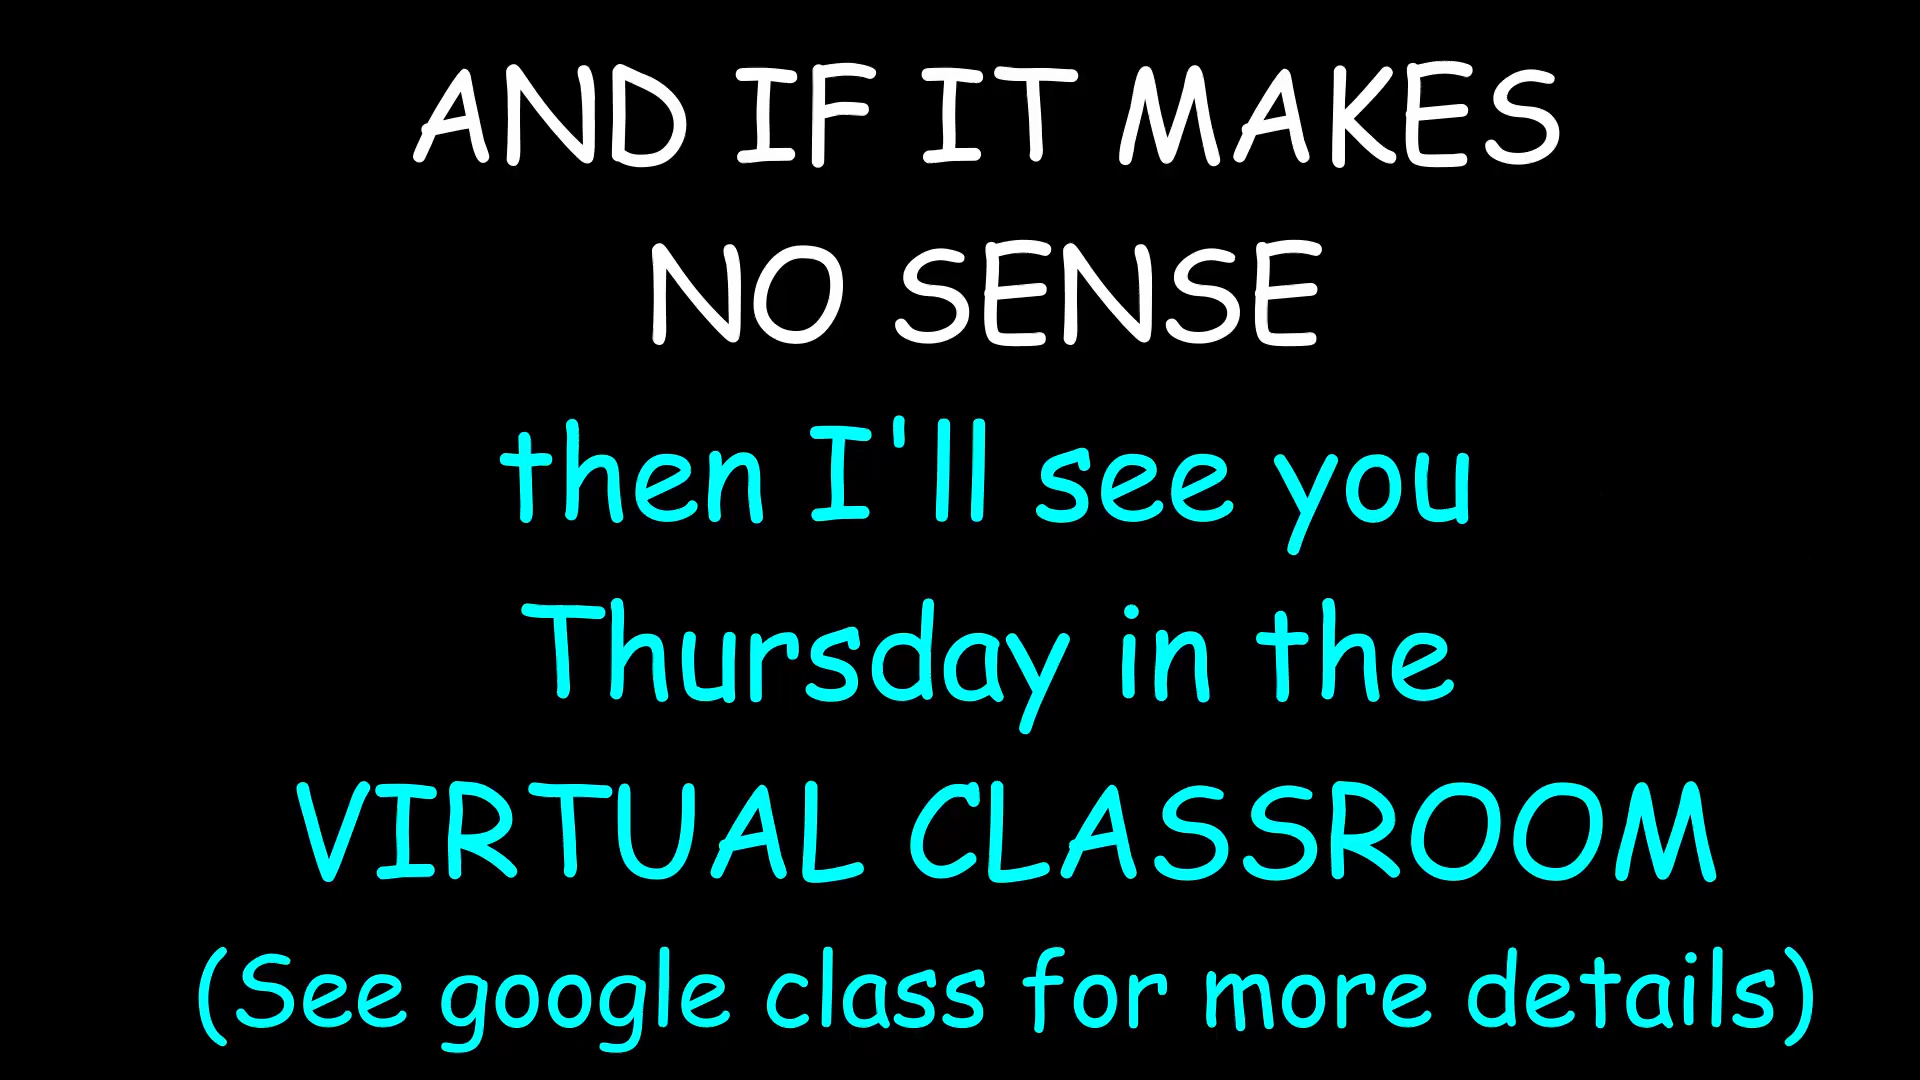 AND IF IT MAKES
NO SENSE
then I'll see you
Thursday in the
VIRTUAL CLASSROOM
(See google class for more details)